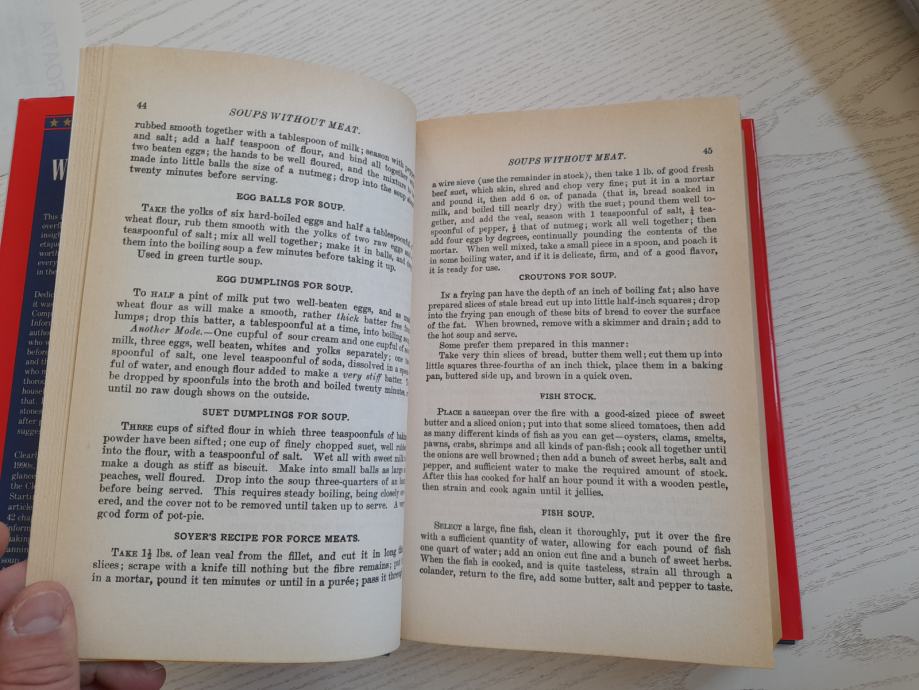 44
SOUPS WITHOUT MEAT.
rubbed smooth together with a tablespoon of milk; season with
and salt; add a half teaspoon of flour, and bind all together
two beaten eggs; the hands to be well floured, and the mixture
made into little balls the size of a nutmeg; drop into the soup
twenty minutes before serving.
EGG BALLS FOR SOUP.
TAKE the yolks of six hard-boiled eggs and half a tablespoonful
wheat flour, rub them smooth with the yolks of two raw eggs and
teaspoonful of salt; mix all well together; make it in balls, and
them into the boiling soup a few minutes before taking it up.
Used in green turtle soup.
EGG DUMPLINGS FOR SOUP.
To HALF a pint of milk put two well-beaten eggs, and as
wheat flour as will make a smooth, rather thick batter free
lumps; drop this batter, a tablespoonful at a time, into boiling
Another Mode.—One cupful of sour cream and one cupful of
milk, three eggs, well beaten, whites and yolks separately; one
spoonful of salt, one level teaspoonful of soda, dissolved in a
ful of water, and enough flour added to make a very stiff batter.
be dropped by spoonfuls into the broth and boiled twenty minutes,
until no raw dough shows on the outside.
SUET DUMPLINGS FOR SOUP.
THREE cups of sifted flour in which three teaspoonfuls of
powder have been sifted; one cup of finely chopped suet, well
into the flour, with a teaspoonful of salt. Wet all with sweet
make a dough as stiff as biscuit. Make into small balls as large
peaches, well floured. Drop into the soup three-quarters of an
before being served. This requires steady boiling, being closely
ered, and the cover not to be removed until taken up to serve. A
good form of pot-pie.
SOYER'S RECIPE FOR FORCE MEATS.
TAKE 1½ lbs. of lean veal from the fillet, and cut it in long
slices; scrape with a knife till nothing but the fibre remains; put
in a mortar, pound it ten minutes or until in a purée; pass it
SOUPS WITHOUT MEAT.
45
a wire sieve (use the remainder in stock), then take 1 lb. of good fresh
beef suet, which skin, shred and chop very fine; put it in a mortar
and pound it, then add 6 oz. of panada (that is, bread soaked in
milk, and boiled till nearly dry) with the suet; pound them well to-
gether, and add the veal, season with 1 teaspoonful of salt, ¼ tea-
spoonful of pepper, ½ that of nutmeg; work all well together; then
add four eggs by degrees, continually pounding the contents of the
mortar. When well mixed, take a small piece in a spoon, and poach it
in some boiling water, and if it is delicate, firm, and of a good flavor,
it is ready for use.
CROUTONS FOR SOUP.
IN a frying pan have the depth of an inch of boiling fat; also have
prepared slices of stale bread cut up into little half-inch squares; drop
into the frying pan enough of these bits of bread to cover the surface
of the fat. When browned, remove with a skimmer and drain; add to
the hot soup and serve.
Some prefer them prepared in this manner:
Take very thin slices of bread, butter them well; cut them up into
little squares three-fourths of an inch thick, place them in a baking
pan, buttered side up, and brown in a quick oven.
FISH STOCK.
PLACE a saucepan over the fire with a good-sized piece of sweet
butter and a sliced onion; put into that some sliced tomatoes, then add
as many different kinds of fish as you can get—oysters, clams, smelts,
pawns, crabs, shrimps and all kinds of pan-fish; cook all together until
the onions are well browned; then add a bunch of sweet herbs, salt and
pepper, and sufficient water to make the required amount of stock.
After this has cooked for half an hour pound it with a wooden pestle,
then strain and cook again until it jellies.
FISH SOUP.
SELECT a large, fine fish, clean it thoroughly, put it over the fire
with a sufficient quantity of water, allowing for each pound of fish
one quart of water; add an onion cut fine and a bunch of sweet herbs.
When the fish is cooked, and is quite tasteless, strain all through a
colander, return to the fire, add some butter, salt and pepper to taste.